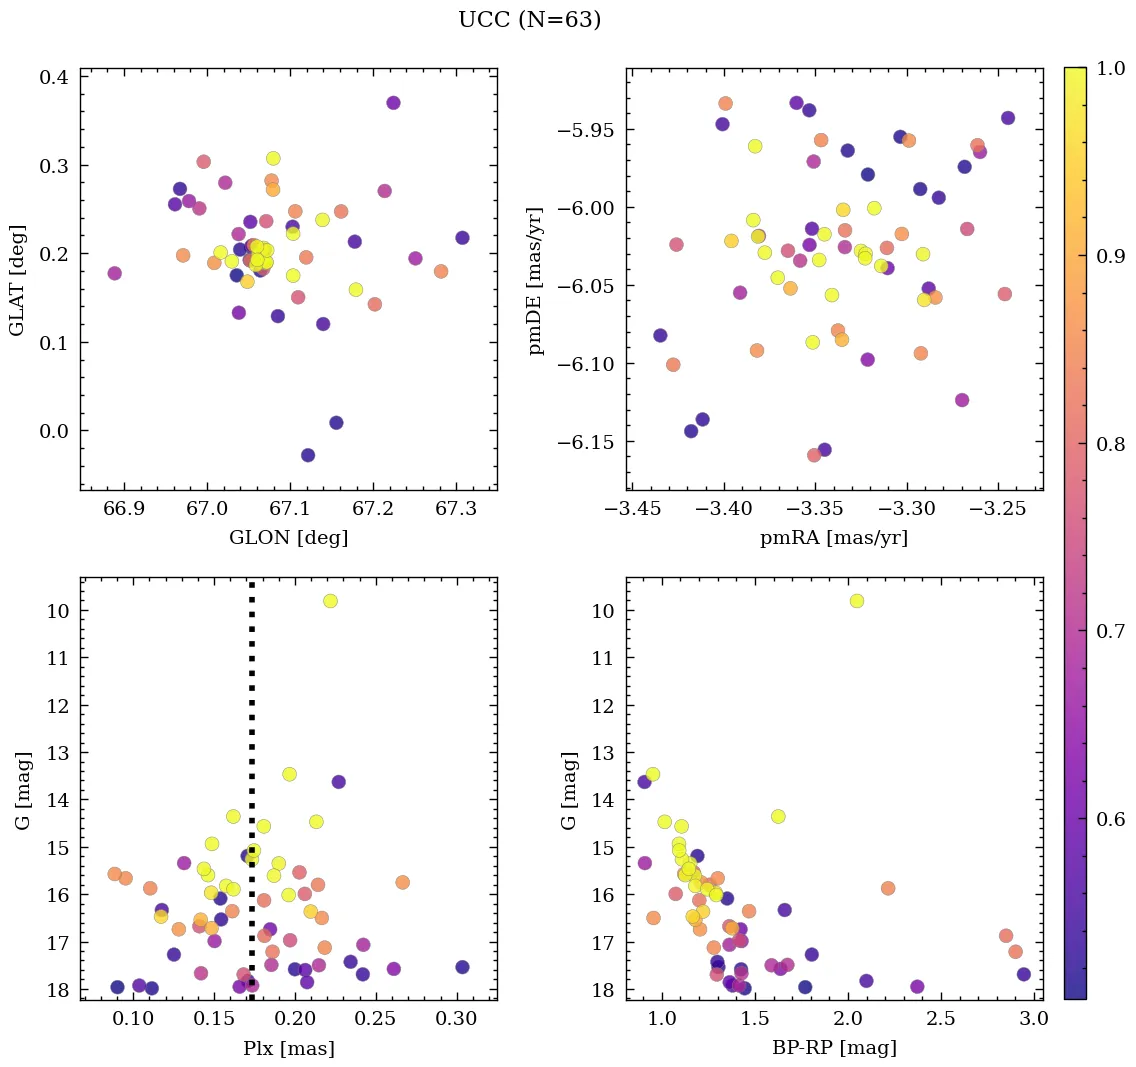 UCC (N=63)
0.4
0.3
0.2
0.1
0.0
GLAT [deg]
66.9 67.0 67.1 67.2 67.3
GLON [deg]
−5.95
−6.00
−6.05
−6.10
−6.15
pmDE [mas/yr]
−3.45 −3.40 −3.35 −3.30 −3.25
pmRA [mas/yr]
10
11
12
13
14
15
16
17
18
G [mag]
0.10 0.15 0.20 0.25 0.30
Plx [mas]
10
11
12
13
14
15
16
17
18
G [mag]
1.0 1.5 2.0 2.5 3.0
BP-RP [mag]
1.0
0.9
0.8
0.7
0.6